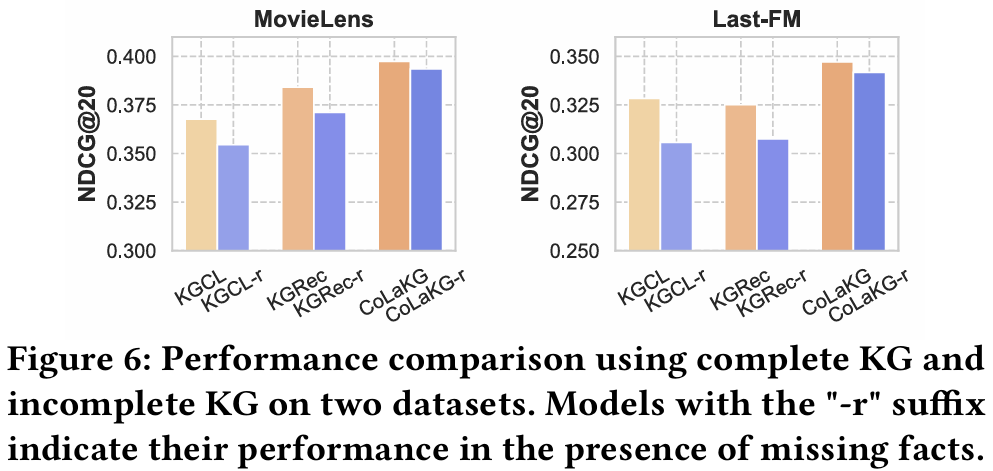 MovieLens
NDCG@20
0.400
0.375
0.350
0.325
0.300
KGCL
KGCL-r
KGRec
KGRec-r
CoLaKG
CoLaKG-r
Last-FM
NDCG@20
0.350
0.325
0.300
0.275
0.250
KGCL
KGCL-r
KGRec
KGRec-r
CoLaKG
CoLaKG-r
Figure 6: Performance comparison using complete KG and
incomplete KG on two datasets. Models with the "-r" suffix
indicate their performance in the presence of missing facts.